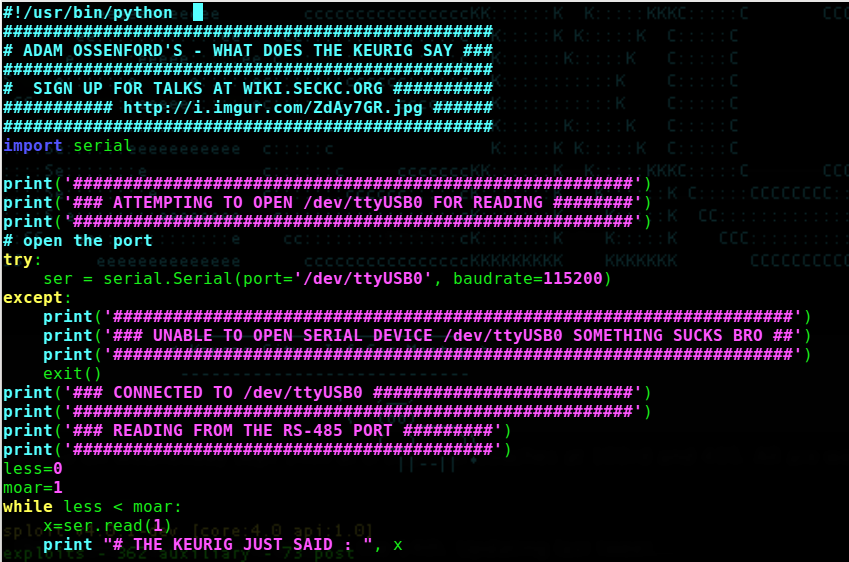 #!/usr/bin/python
#################################################
# ADAM OSSENFORD'S - WHAT DOES THE KEURIG SAY ###
#################################################
#  SIGN UP FOR TALKS AT WIKI.SECKC.ORG ##########
########### http://i.imgur.com/ZdAy7GR.jpg ######
#################################################
import serial
print('########################################################')
print('### ATTEMPTING TO OPEN /dev/ttyUSB0 FOR READING ########')
print('########################################################')
# open the port
try:
    ser = serial.Serial(port='/dev/ttyUSB0', baudrate=115200)
except:
    print('####################################################################')
    print('### UNABLE TO OPEN SERIAL DEVICE /dev/ttyUSB0 SOMETHING SUCKS BRO ##')
    print('####################################################################')
    exit()
print('### CONNECTED TO /dev/ttyUSB0 ##########################')
print('########################################################')
print('### READING FROM THE RS-485 PORT #########')
print('##########################################')
less=0
moar=1
while less < moar:
    x=ser.read(1)
    print "# THE KEURIG JUST SAID : ", x